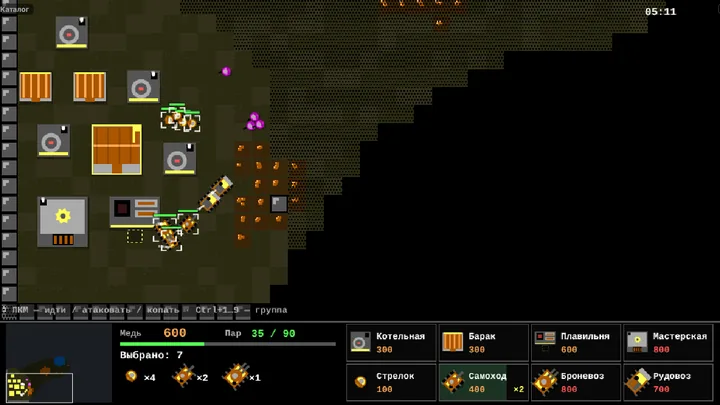 Каталог
05:11
ПКМ — идти / атаковать / копать Ctrl+1…9 — группа
Медь 600 Пар 35 / 90
Выбрано: 7
×4 ×2 ×1
Котельная
300
Барак
300
Плавильня
600
Мастерская
800
Стрелок
100
Самоход
400 ×2
Броневоз
800
Рудовоз
700